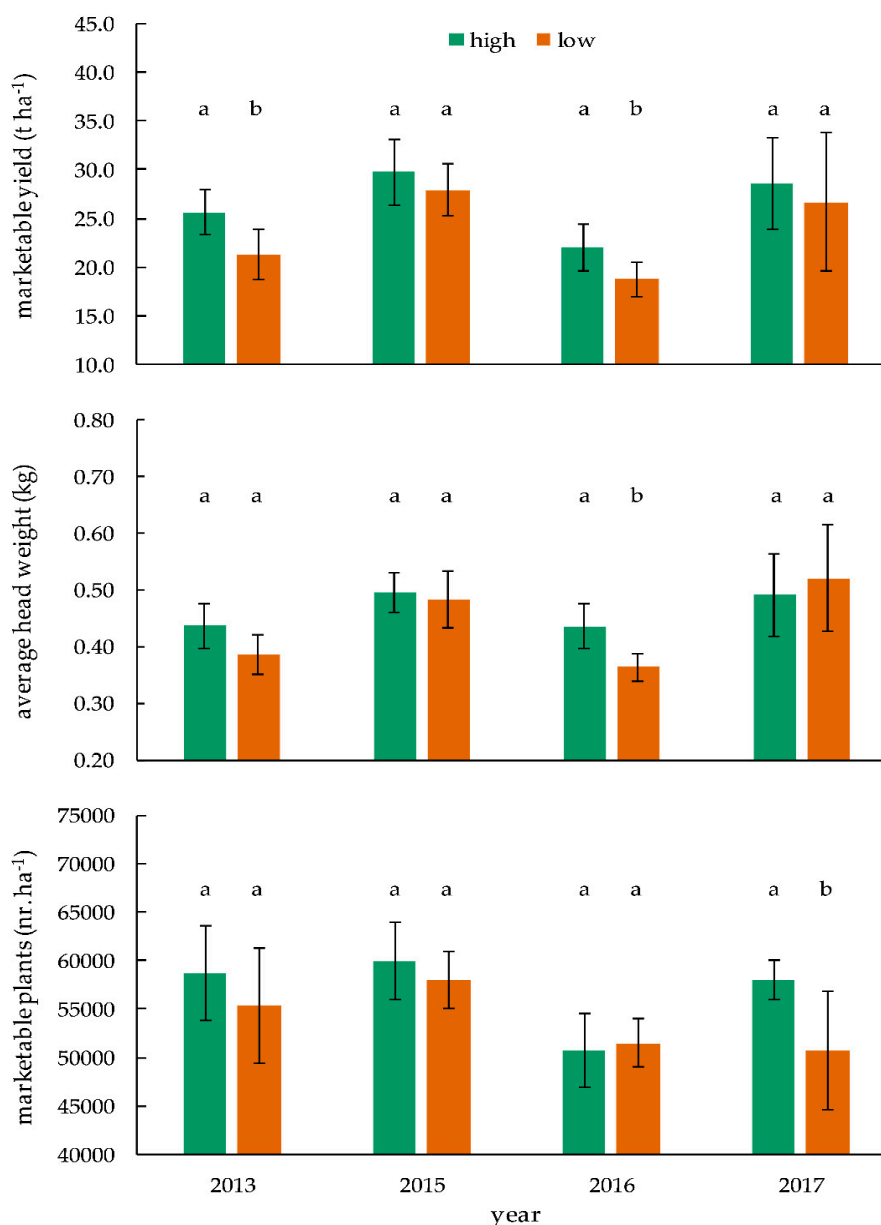 high low
marketable yield (t ha⁻¹)
45.0
40.0
35.0
30.0
25.0
20.0
15.0
10.0
a b a a a b a a
average head weight (kg)
0.80
0.70
0.60
0.50
0.40
0.30
0.20
a a a a a b a a
marketable plants (nr. ha⁻¹)
75000
70000
65000
60000
55000
50000
45000
40000
a a a a a a a b
2013 2015 2016 2017
year